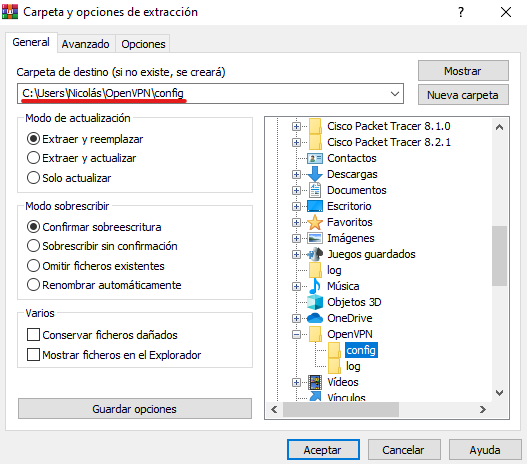 Carpeta y opciones de extracción
General
Avanzado
Opciones
Carpeta de destino (si no existe, se creará)
C:\Users\Nicolás\OpenVPN\config
Mostrar
Nueva carpeta
Modo de actualización
Extraer y reemplazar
Extraer y actualizar
Solo actualizar
Modo sobrescribir
Confirmar sobreescritura
Sobrescribir sin confirmación
Omitir ficheros existentes
Renombrar automáticamente
Varios
Conservar ficheros dañados
Mostrar ficheros en el Explorador
Guardar opciones
Cisco Packet Tracer 8.1.0
Cisco Packet Tracer 8.2.1
Contactos
Descargas
Documentos
Escritorio
Favoritos
Imágenes
Juegos guardados
log
Música
Objetos 3D
OneDrive
OpenVPN
config
log
Vídeos
Vínculos
Aceptar
Cancelar
Ayuda